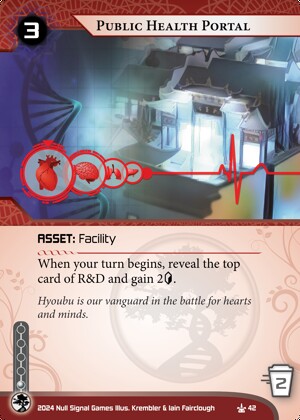 3
PUBLIC HEALTH PORTAL
ASSET: Facility
When your turn begins, reveal the top
card of R&D and gain 2.
Hyoubu is our vanguard in the battle for hearts
and minds.
2
2024 Null Signal Games Illus. Krembler & Iain Fairclough
42